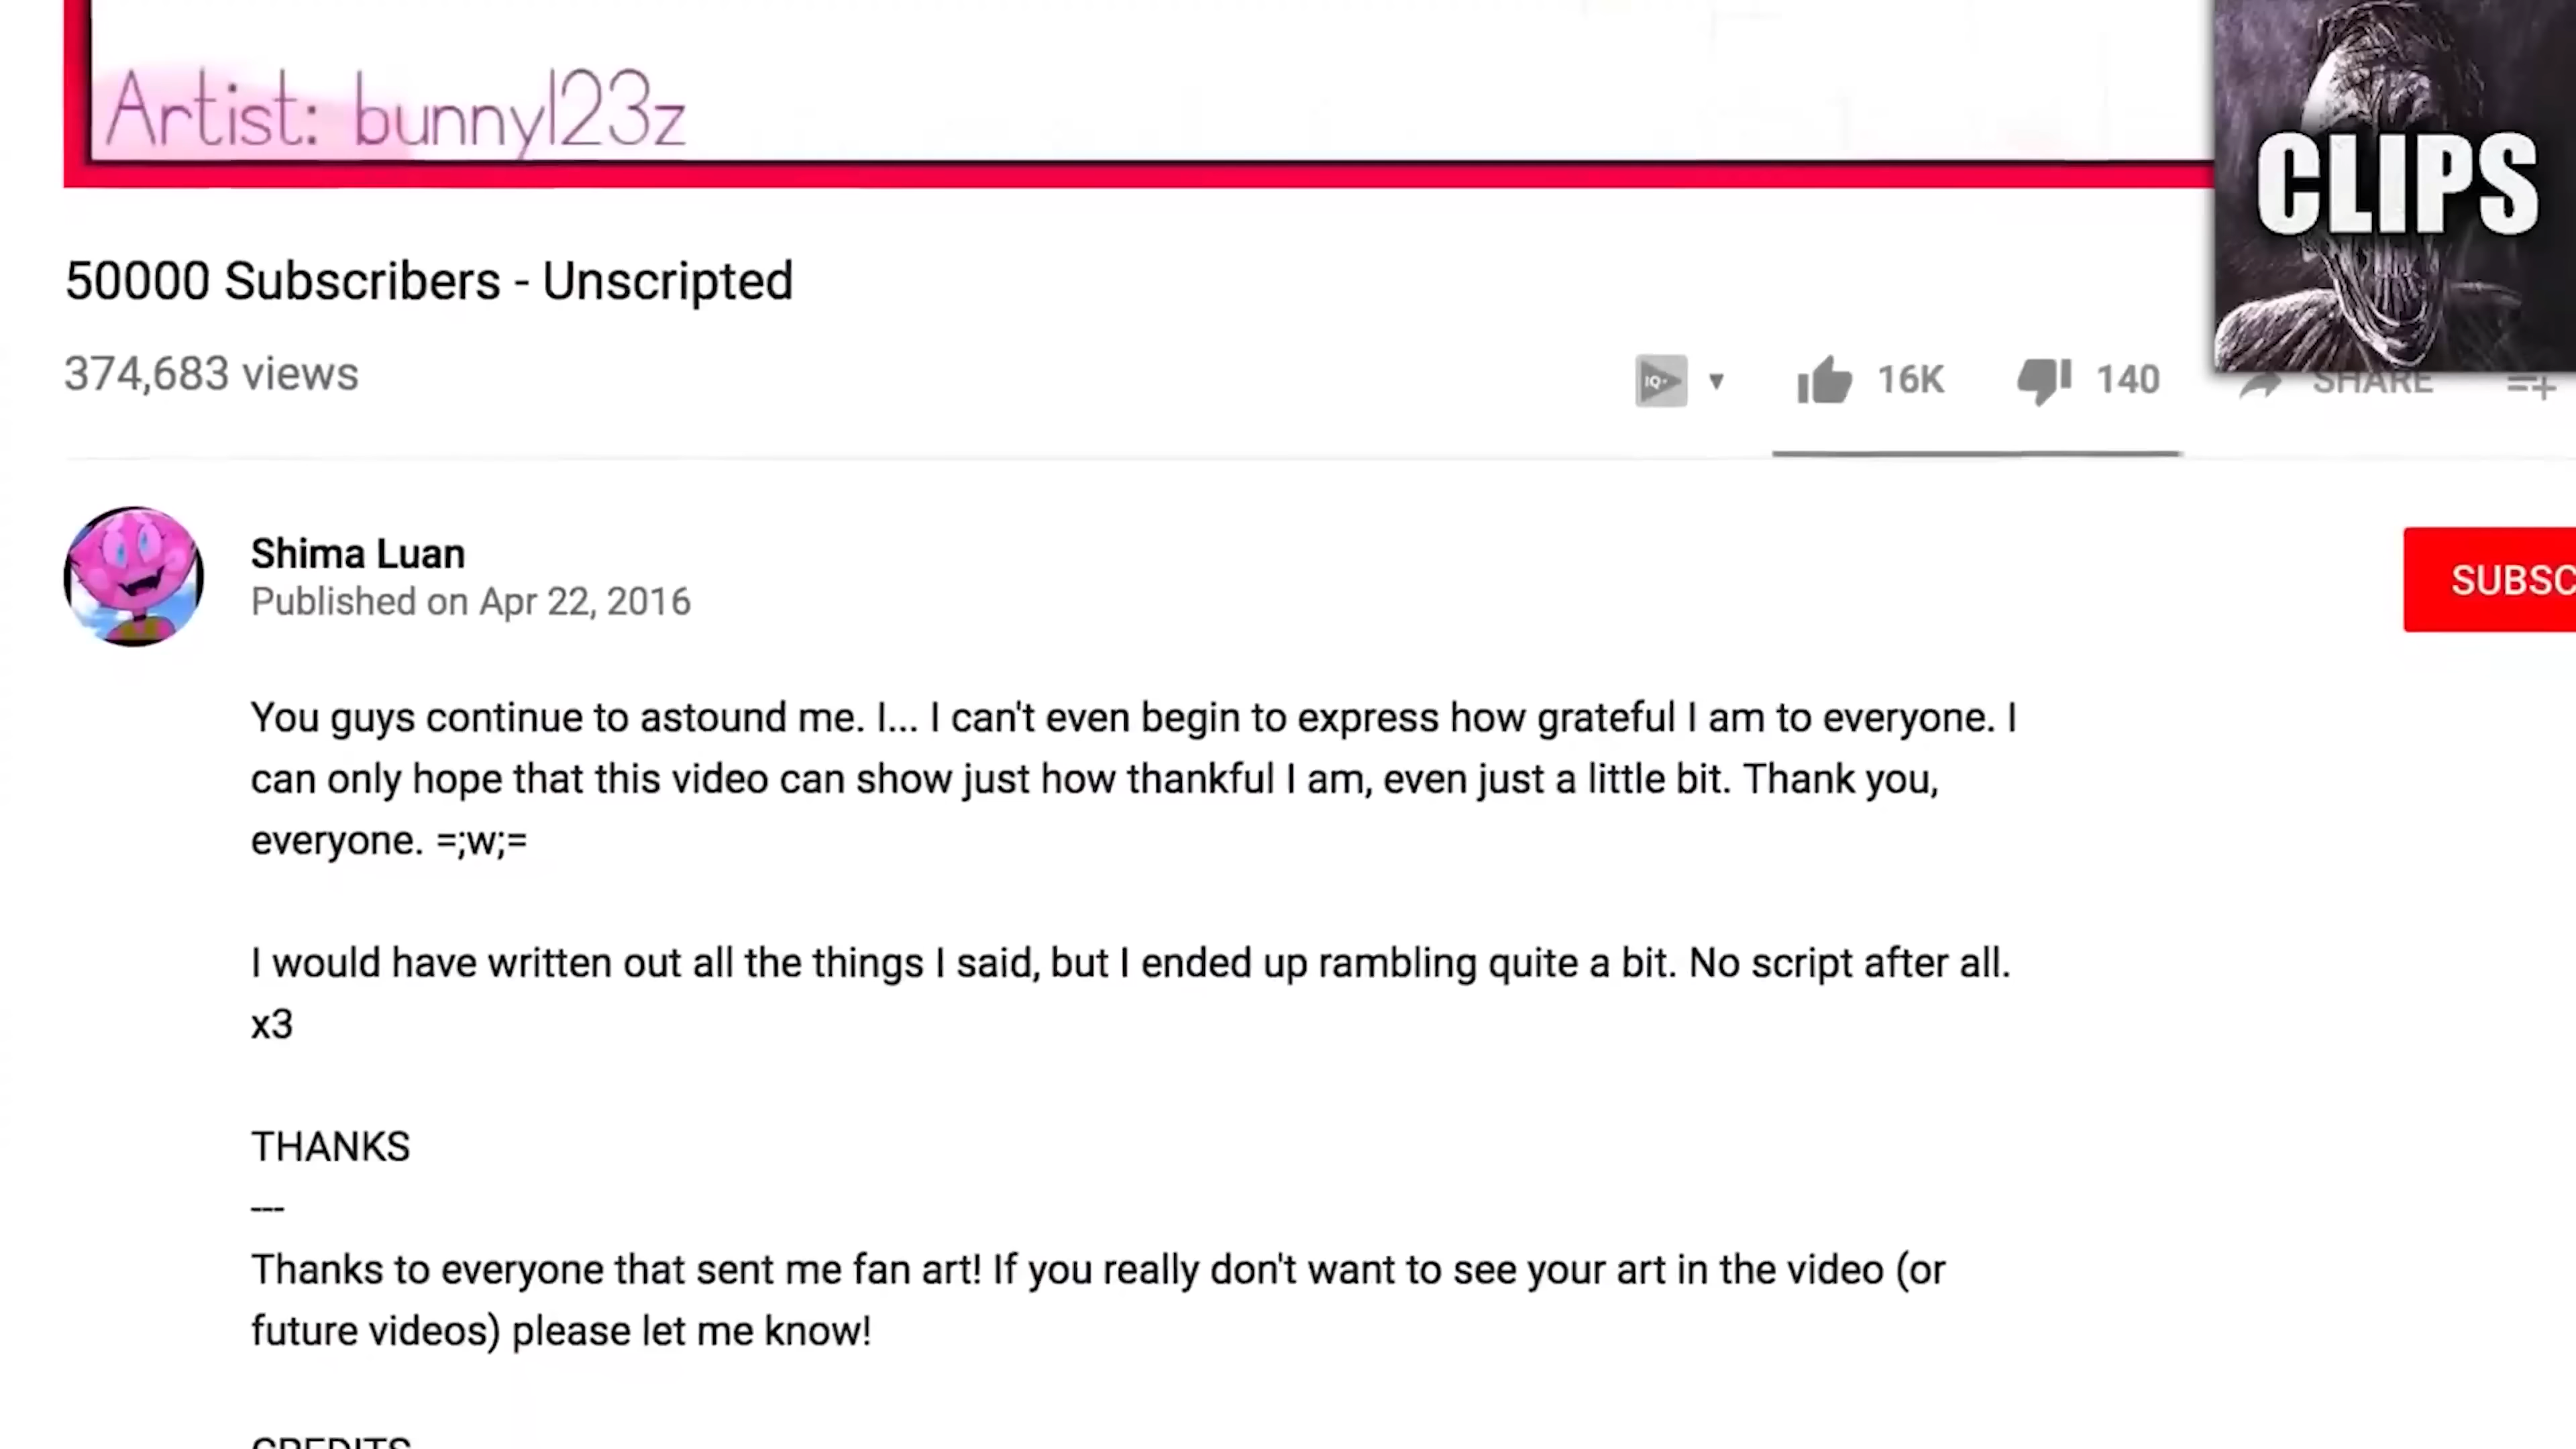 Artist: bunny123z
CLIPS
50000 Subscribers - Unscripted
374,683 views
IQ
16K
140
SHARE
Shima Luan
Published on Apr 22, 2016
SUBSC
You guys continue to astound me. I... I can't even begin to express how grateful I am to everyone. I
can only hope that this video can show just how thankful I am, even just a little bit. Thank you,
everyone. =;w;=
I would have written out all the things I said, but I ended up rambling quite a bit. No script after all.
x3
THANKS
---
Thanks to everyone that sent me fan art! If you really don't want to see your art in the video (or
future videos) please let me know!
CREDITS